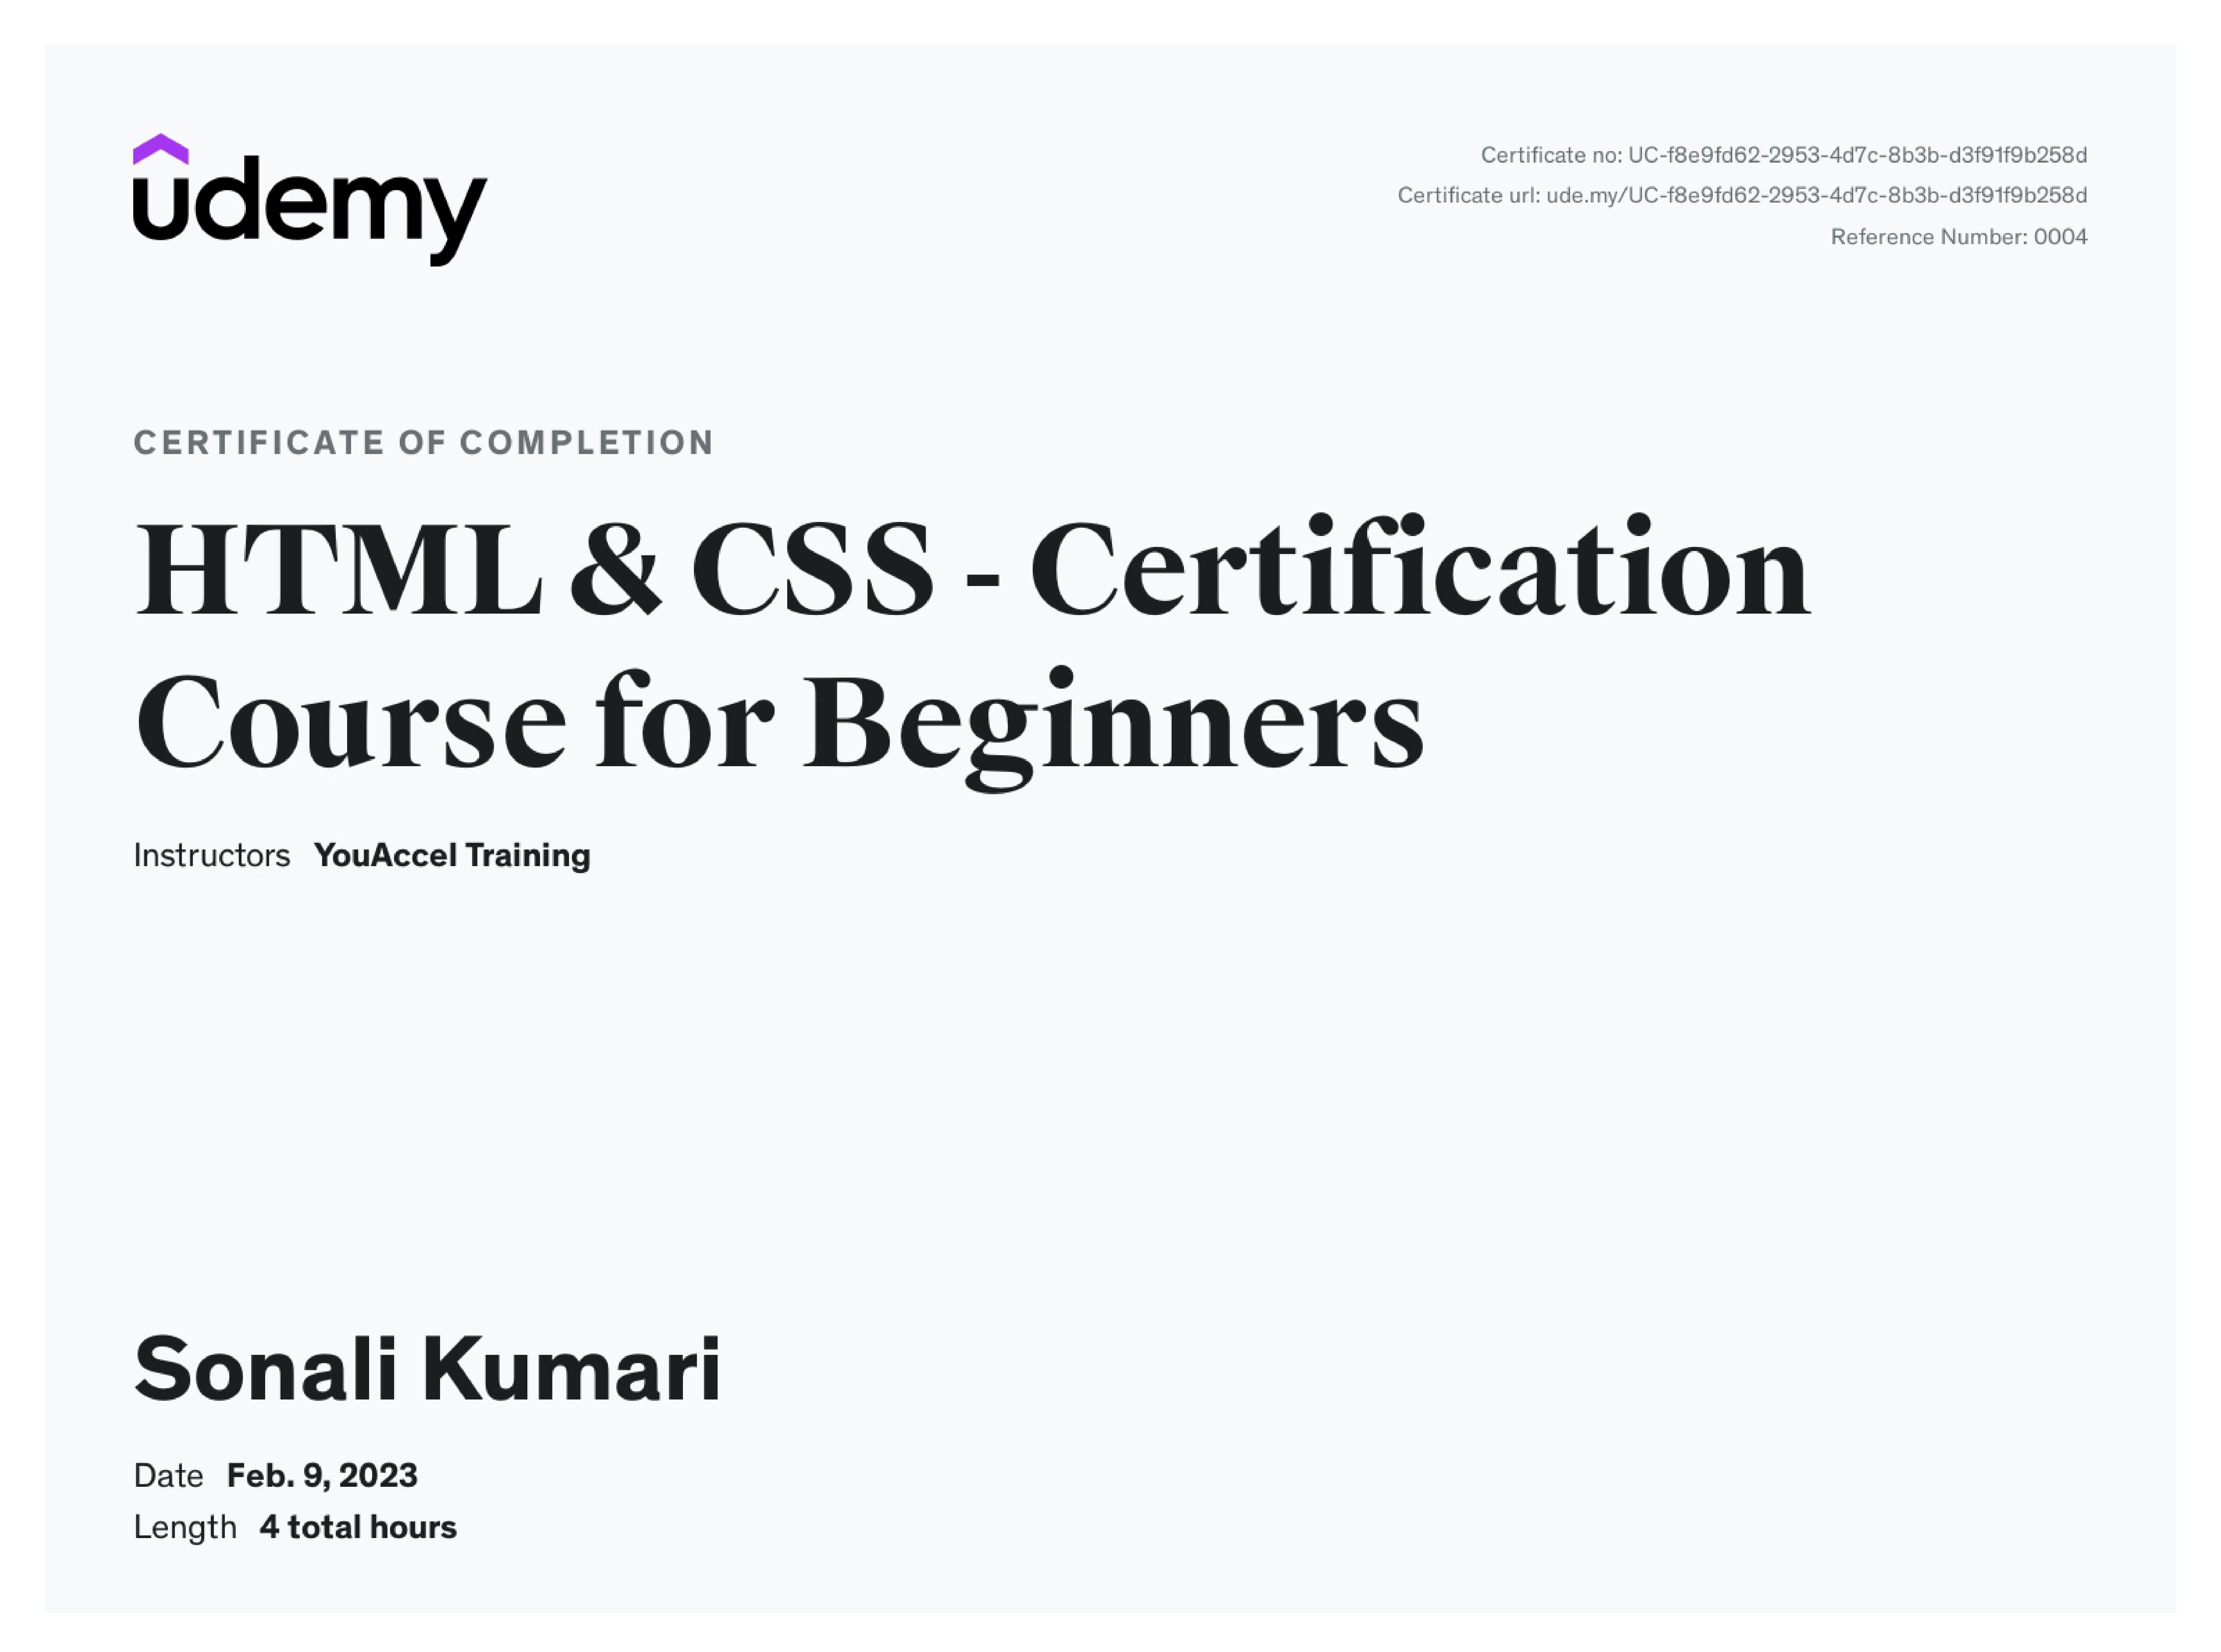 udemy
Certificate no: UC-f8e9fd62-2953-4d7c-8b3b-d3f91f9b258d
Certificate url: ude.my/UC-f8e9fd62-2953-4d7c-8b3b-d3f91f9b258d
Reference Number: 0004
CERTIFICATE OF COMPLETION
HTML & CSS - Certification
Course for Beginners
Instructors YouAccel Training
Sonali Kumari
Date Feb. 9, 2023
Length 4 total hours